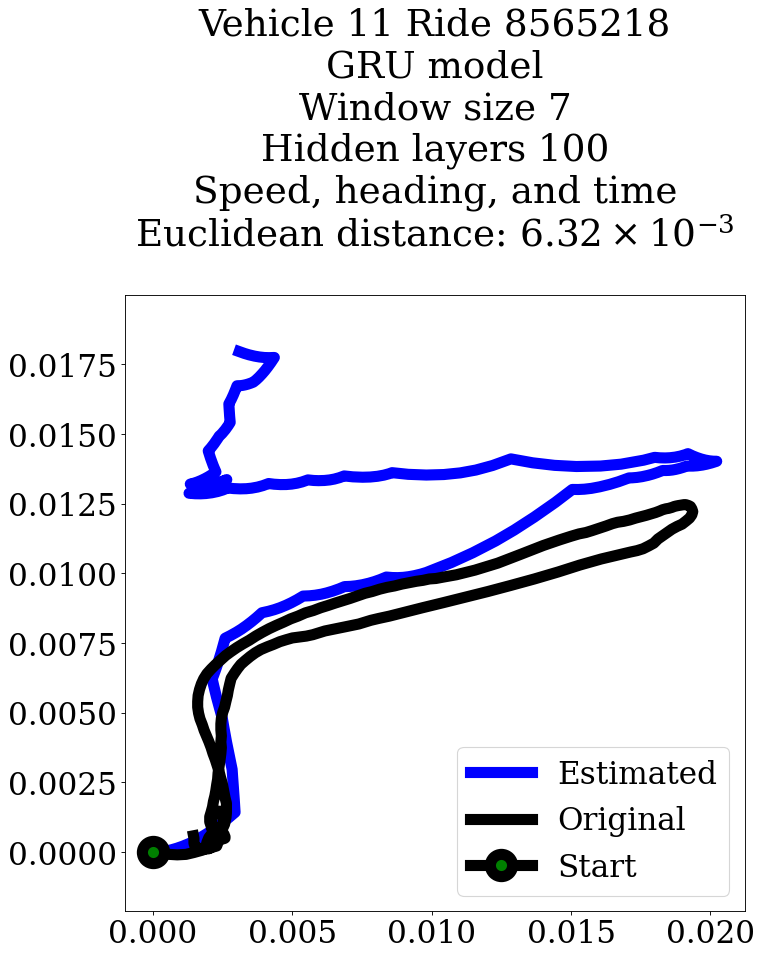 Vehicle 11 Ride 8565218
GRU model
Window size 7
Hidden layers 100
Speed, heading, and time
Euclidean distance: 6.32 × 10⁻³
0.0175
0.0150
0.0125
0.0100
0.0075
0.0050
0.0025
0.0000
Estimated
Original
Start
0.000 0.005 0.010 0.015 0.020